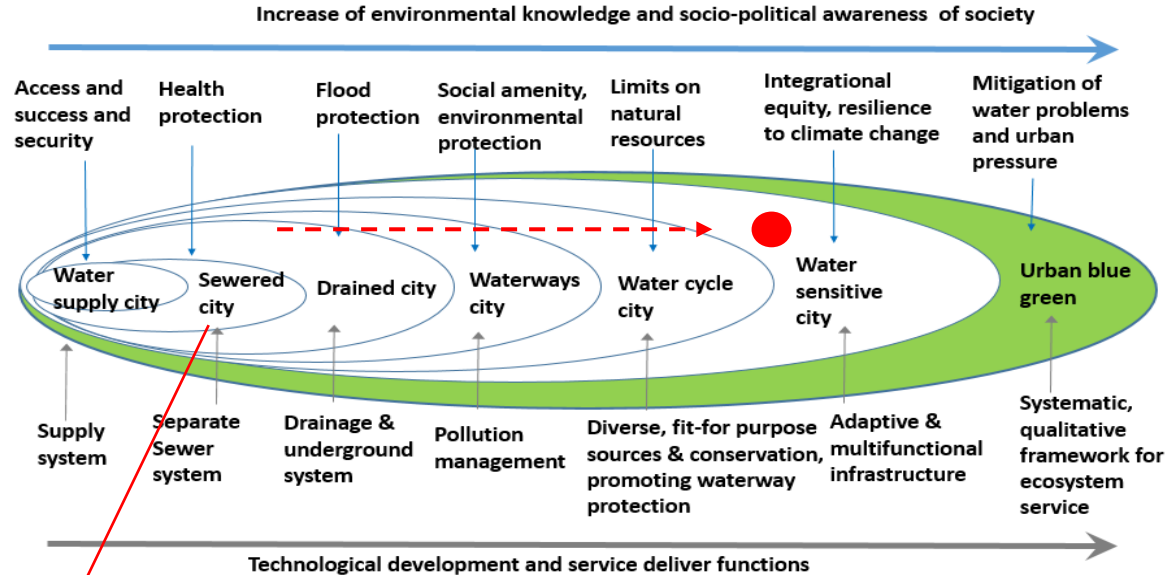 Increase of environmental knowledge and socio-political awareness of society
Access and
success and
security
Health
protection
Flood
protection
Social amenity,
environmental
protection
Limits on
natural
resources
Integrational
equity, resilience
to climate change
Mitigation of
water problems
and urban
pressure
Water
supply city
Sewered
city
Drained city
Waterways
city
Water cycle
city
Water
sensitive
city
Urban blue
green
Supply
system
Separate
Sewer
system
Drainage &
underground
system
Pollution
management
Diverse, fit-for purpose
sources & conservation,
promoting waterway
protection
Adaptive &
multifunctional
infrastructure
Systematic,
qualitative
framework for
ecosystem
service
Technological development and service deliver functions